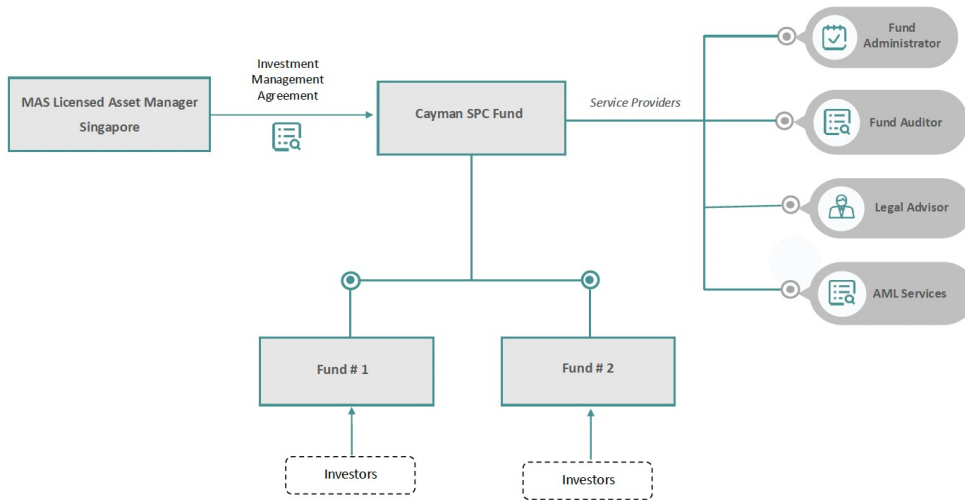 Investment
Management
Agreement
MAS Licensed Asset Manager
Singapore
Cayman SPC Fund
Service Providers
Fund
Administrator
Fund Auditor
Legal Advisor
AML Services
Fund # 1
Fund # 2
Investors
Investors